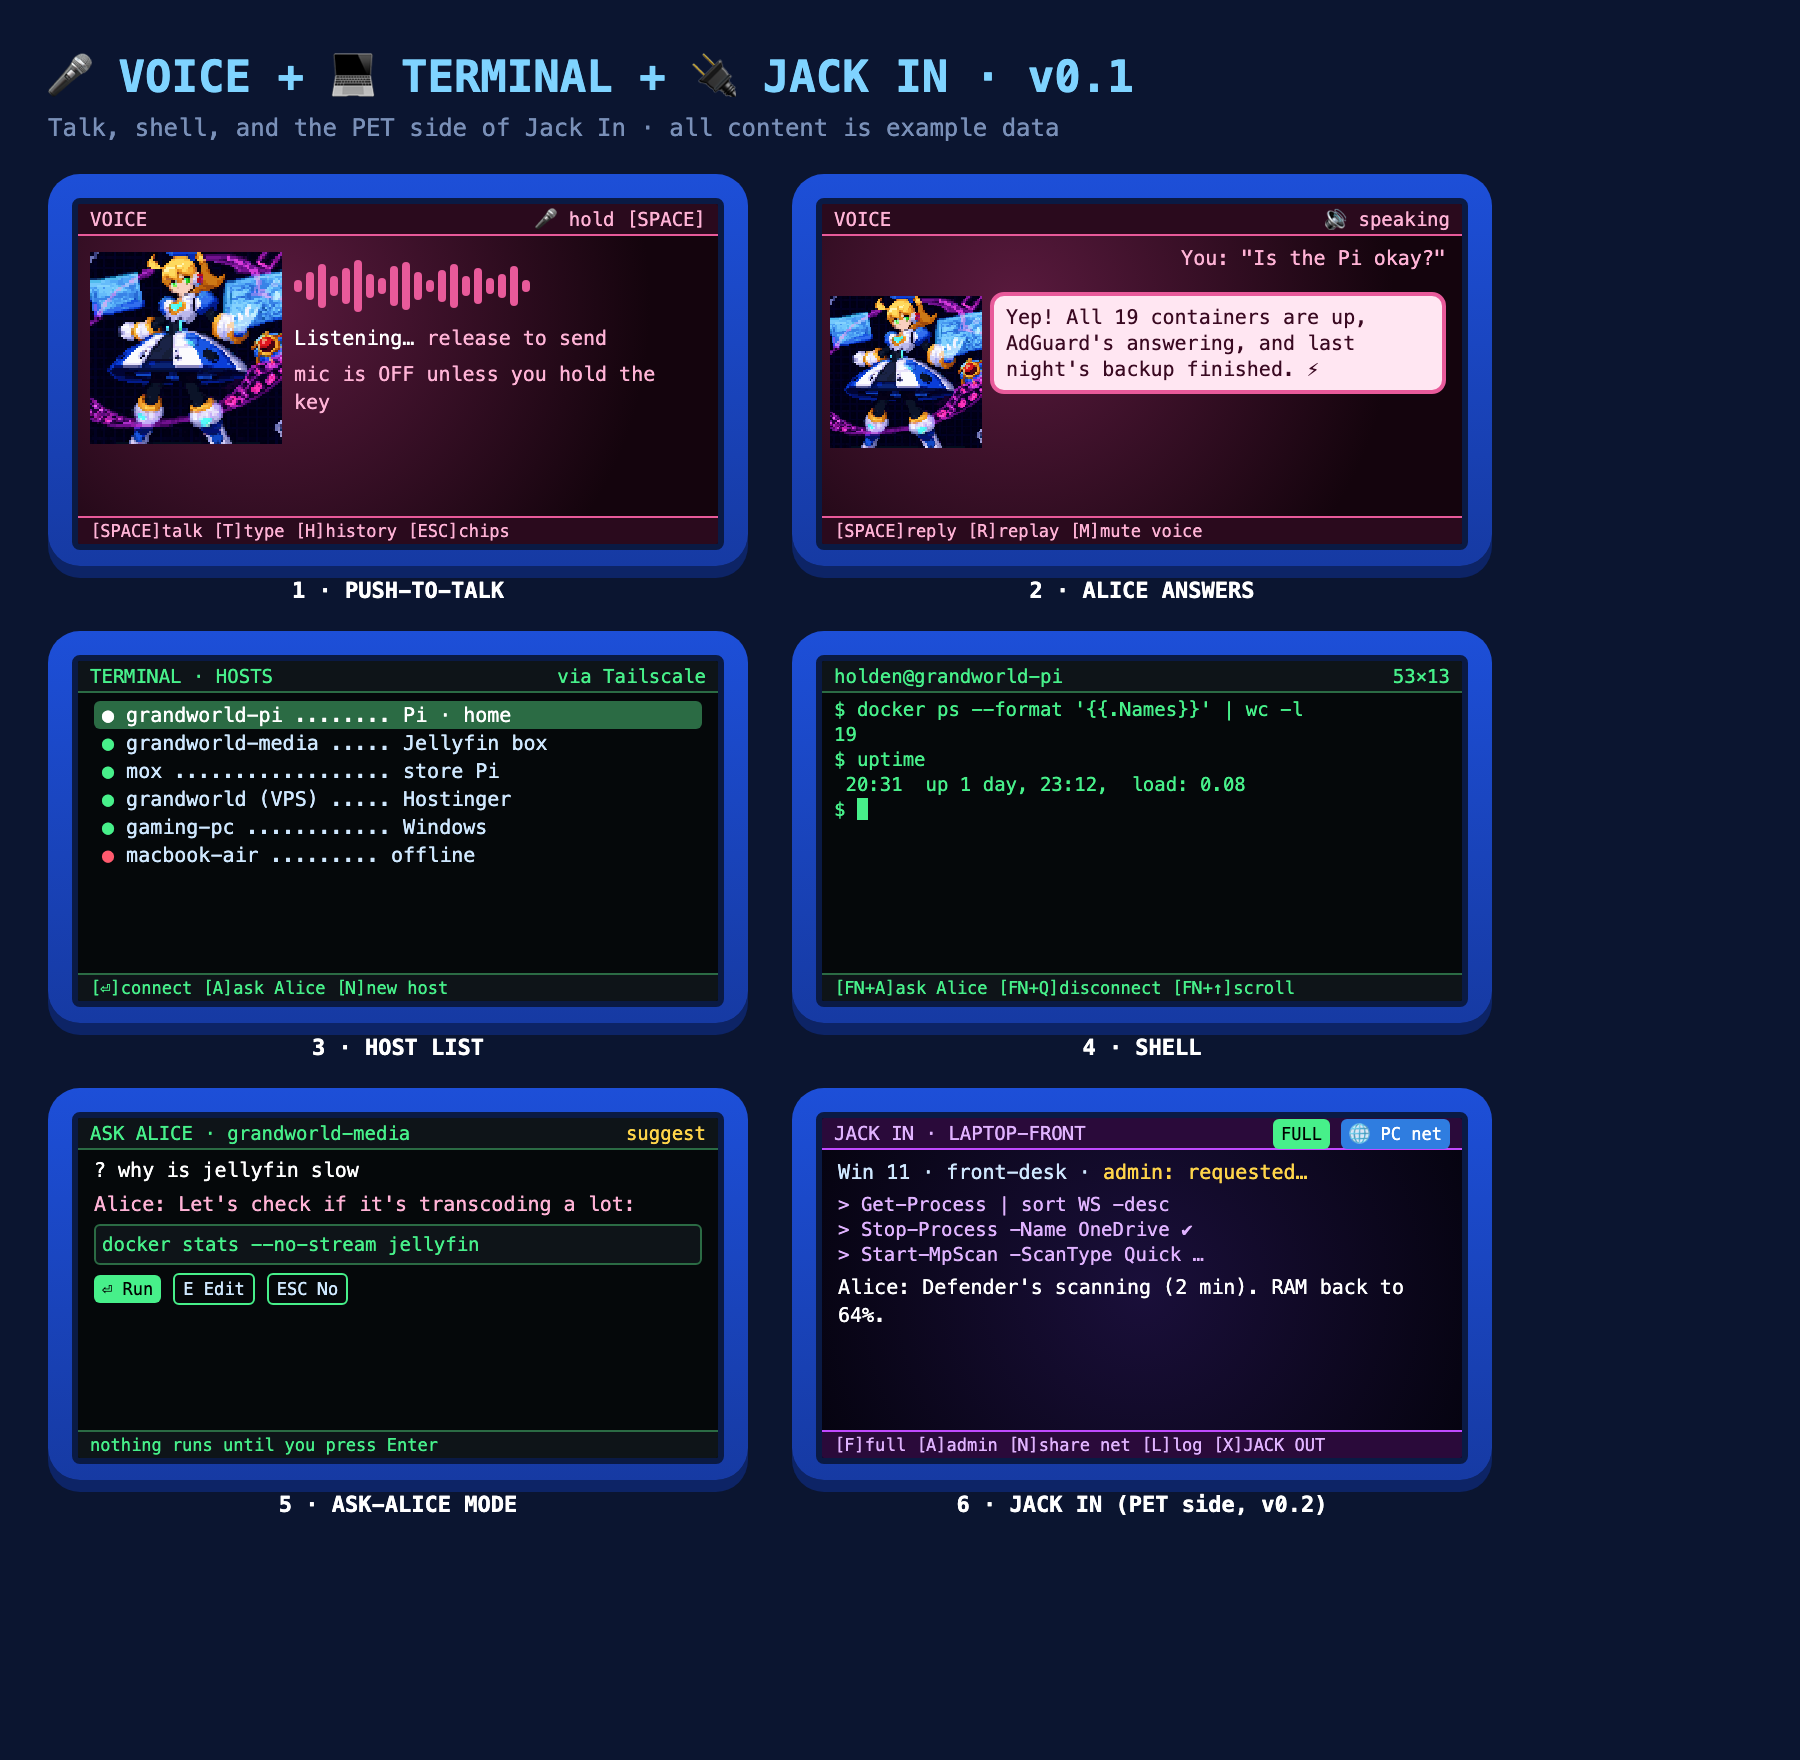 🎤 VOICE + 💻 TERMINAL + 🔌 JACK IN · v0.1
Talk, shell, and the PET side of Jack In · all content is example data
VOICE 🎤 hold [SPACE]
Listening… release to send
mic is OFF unless you hold the
key
[SPACE]talk [T]type [H]history [ESC]chips
1 · PUSH-TO-TALK
VOICE 🔊 speaking
You: "Is the Pi okay?"
Yep! All 19 containers are up,
AdGuard's answering, and last
night's backup finished. ⚡
[SPACE]reply [R]replay [M]mute voice
2 · ALICE ANSWERS
TERMINAL · HOSTS via Tailscale
● grandworld-pi ........ Pi · home
● grandworld-media ..... Jellyfin box
● mox .................. store Pi
● grandworld (VPS) ..... Hostinger
● gaming-pc ............ Windows
● macbook-air ......... offline
[⏎]connect [A]ask Alice [N]new host
3 · HOST LIST
holden@grandworld-pi 53×13
$ docker ps --format '{{.Names}}' | wc -l
19
$ uptime
20:31  up 1 day, 23:12,  load: 0.08
$
[FN+A]ask Alice [FN+Q]disconnect [FN+↑]scroll
4 · SHELL
ASK ALICE · grandworld-media suggest
? why is jellyfin slow
Alice: Let's check if it's transcoding a lot:
docker stats --no-stream jellyfin
⏎ Run E Edit ESC No
nothing runs until you press Enter
5 · ASK-ALICE MODE
JACK IN · LAPTOP-FRONT FULL 🌐 PC net
Win 11 · front-desk · admin: requested…
> Get-Process | sort WS -desc
> Stop-Process -Name OneDrive ✔
> Start-MpScan -ScanType Quick …
Alice: Defender's scanning (2 min). RAM back to
64%.
[F]full [A]admin [N]share net [L]log [X]JACK OUT
6 · JACK IN (PET side, v0.2)